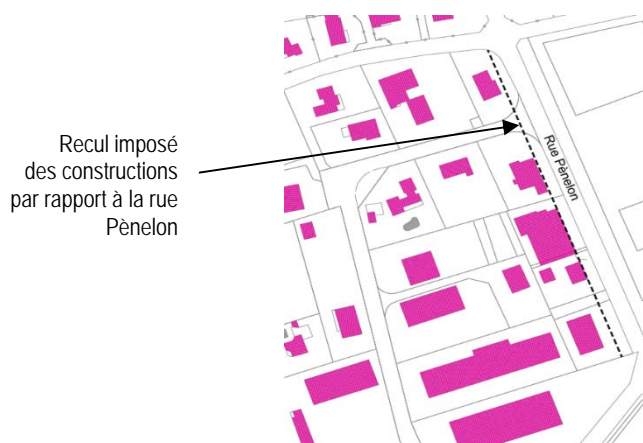 Recul imposé
des constructions
par rapport à la rue
Pènelon
Rue Pènelon